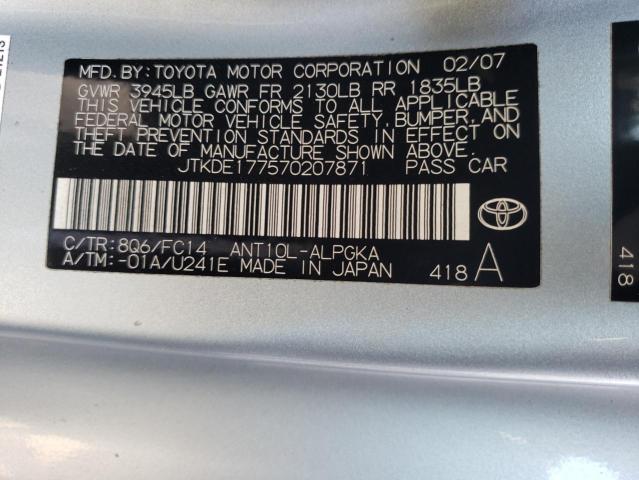 MFD.BY:TOYOTA MOTOR CORPORATION 02/07
GVWR 3945LB GAWR FR 2130LB RR 1835LB
THIS VEHICLE CONFORMS TO ALL APPLICABLE
FEDERAL MOTOR VEHICLE SAFETY, BUMPER, AND
THEFT PREVENTION STANDARDS IN EFFECT ON
THE DATE OF MANUFACTURE SHOWN ABOVE.
JTKDE177570207871 PASS CAR
C/TR:8Q6/FC14 ANT10L-ALPGKA
A/TM:-01A/U241E MADE IN JAPAN 418 A
418